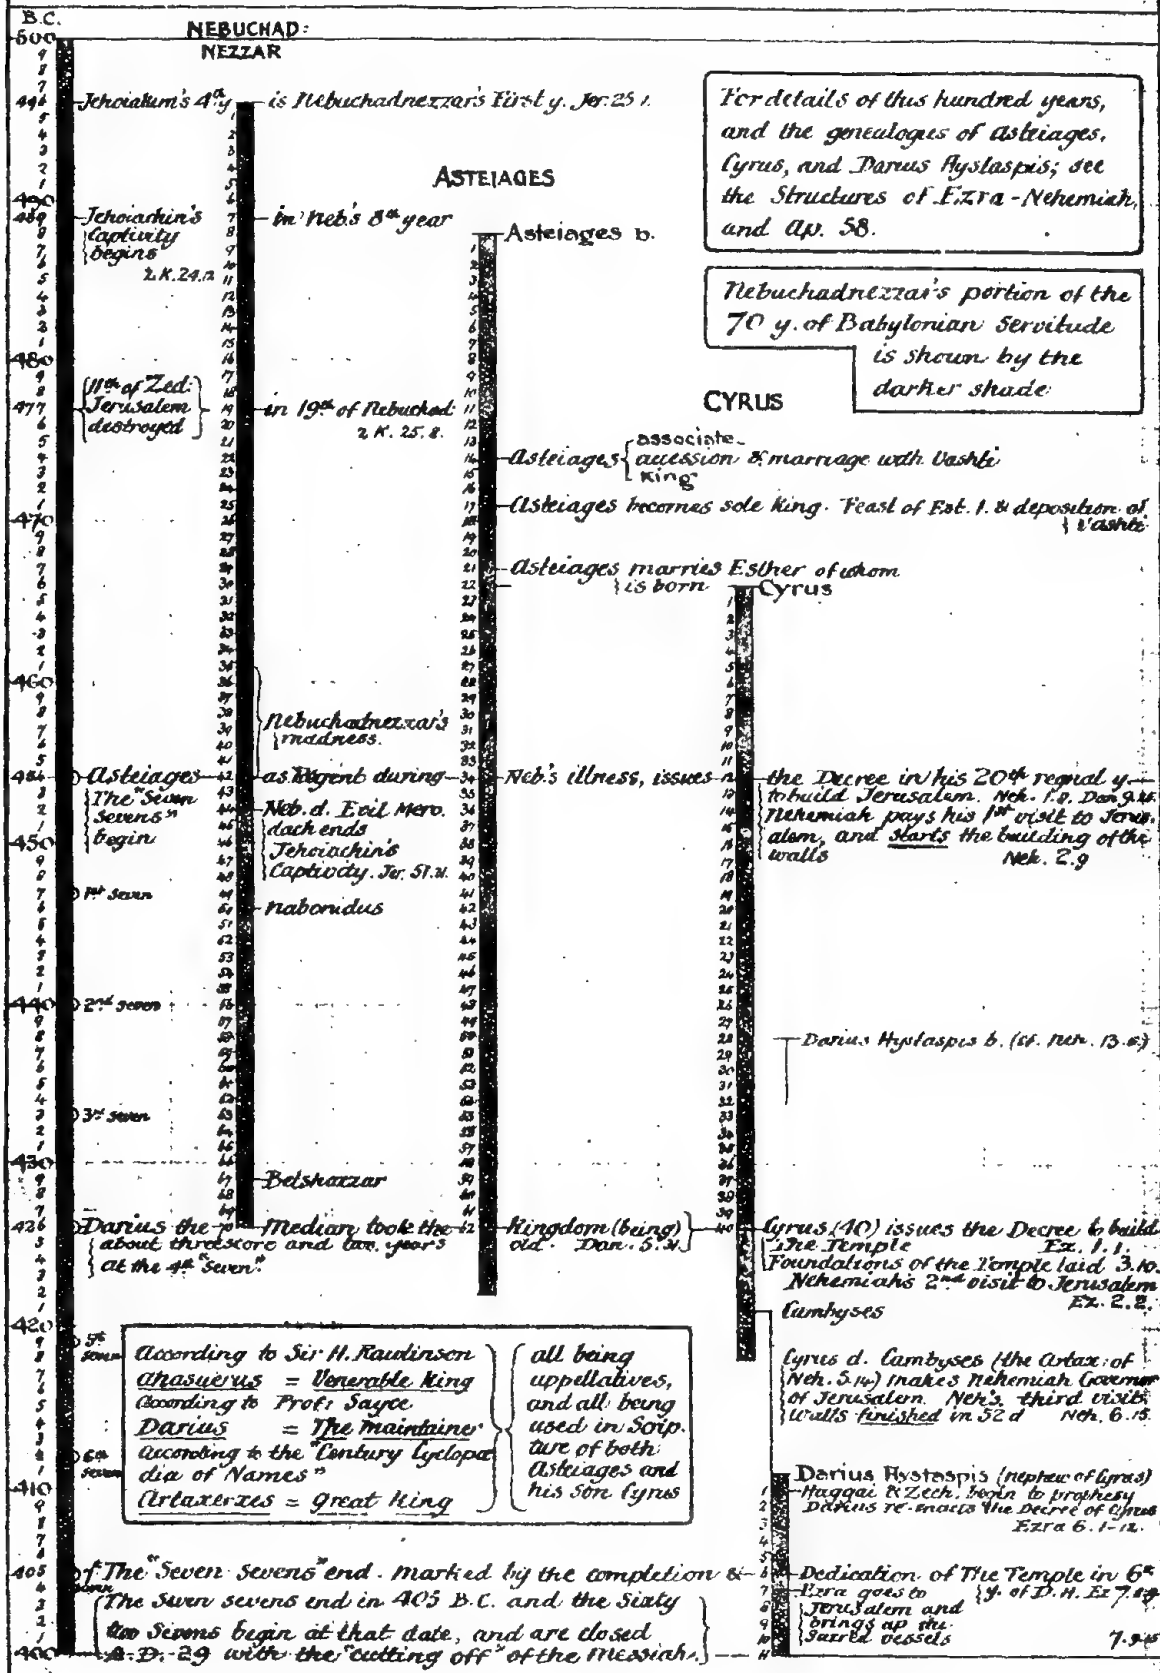 B.C.
500
NEBUCHAD:
NEZZAR
496 Jehoiakim's 4th y is Nebuchadnezzar's First y. Jer. 25 1.
For details of this hundred years,
and the genealogies of Asteiages,
Cyrus, and Darius Hystaspis; see
the Structures of Ezra-Nehemiah,
and Ap. 58.
ASTEIAGES
490
489 Jehoiachin's in Neb's 8th year
Captivity
begins
2 K. 24. 12
Asteiages b.
Nebuchadnezzar's portion of the
70 y. of Babylonian Servitude
is shown by the
darker shade
480
CYRUS
11th of Zed:
477 Jerusalem in 19th of Nebuchad:
destroyed 2 K. 25. 8.
Asteiages associate accession & marriage with Vashti
King
470
Asteiages becomes sole King. Feast of Est. 1. & deposition of
Vashti
Asteiages married Esther of whom
is born Cyrus
460
Nebuchadnezzar's
madness.
454 Asteiages as Regent during Neb's illness, issues the Decree in his 20th regnal y
The "Seven
Sevens"
begin
to build Jerusalem. Neh. 1. 8. Dan 9. 25.
Nehemiah pays his 1st visit to Jerus.
alem, and starts the building of the
walls Neh. 2. 9
Neb. d. Evil Mero.
dach ends
Jehoiachin's
Captivity. Jer. 51. 31.
450
1st Seven
Nabonidus
440 2nd Seven
Darius Hystaspis b. (cf. Neh. 13. 6.)
3rd Seven
430
Belshazzar
426 Darius the Median took the Kingdom (being) Cyrus (40) issues the Decree to build
about threescore and two years old. Dan. 5. 31.
at the 4th "Seven".
The Temple Ez. 1. 1.
Foundations of the Temple laid 3. 10.
Nehemiah's 2nd visit to Jerusalem
Ez. 2. 2.
420
Cambyses
5th
Seven
According to Sir H. Rawlinson
Ahasuerus = Venerable King
According to Prof: Sayce
Darius = The Maintainer
According to the "Century Cyclopæ
dia of Names"
Artaxerxes = Great King
all being
appellatives,
and all being
used in Scrip.
ture of both
Asteiages and
his son Cyrus
Cyrus d. Cambyses (the Artax: of
Neh. 5. 14) makes Nehemiah Governor
of Jerusalem. Neh's. third visit.
Walls finished in 52 d Neh. 6. 15.
6th
Seven
410
Darius Hystaspis (nephew of Cyrus)
Haggai & Zech. begin to prophesy
Darius re-enacts the Decree of Cyrus
Ezra 6. 1-12.
405 The "Seven Sevens" end. marked by the completion & Dedication of The Temple in 6th
y. of D. H. Ez
Seven
Ezra goes to
Jerusalem and
brings up the
Sacred vessels
The Seven sevens end in 405 B.C. and the Sixty
two Sevens begin at that date, and are closed
A.D. 29 with the "cutting off" of the Messiah.
400